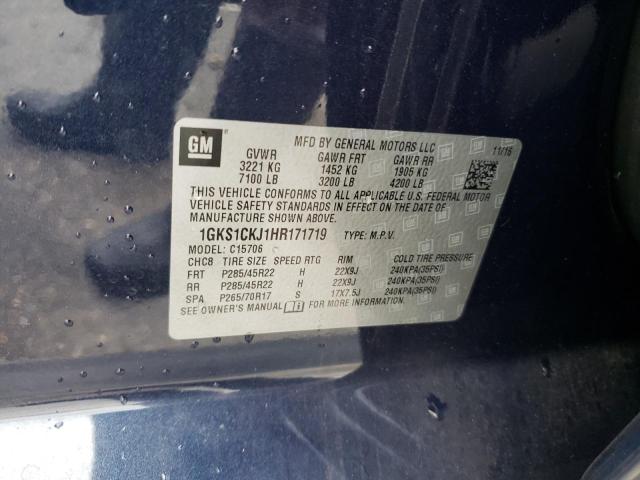 GM
MFD BY GENERAL MOTORS LLC
11/16
GVWR GAWR FRT GAWR RR
3221 KG 1452 KG 1905 KG
7100 LB 3200 LB 4200 LB
THIS VEHICLE CONFORMS TO ALL APPLICABLE U.S. FEDERAL MOTOR
VEHICLE SAFETY STANDARDS IN EFFECT ON THE DATE OF
MANUFACTURE SHOWN ABOVE.
1GKS1CKJ1HR171719 TYPE: M.P.V.
MODEL: C15706
CHC8 TIRE SIZE SPEED RTG RIM COLD TIRE PRESSURE
FRT P285/45R22 H 22X9J 240KPA(35PSI)
RR P285/45R22 H 22X9J 240KPA(35PSI)
SPA P265/70R17 S 17X7.5J 240KPA(35PSI)
SEE OWNER'S MANUAL FOR MORE INFORMATION.